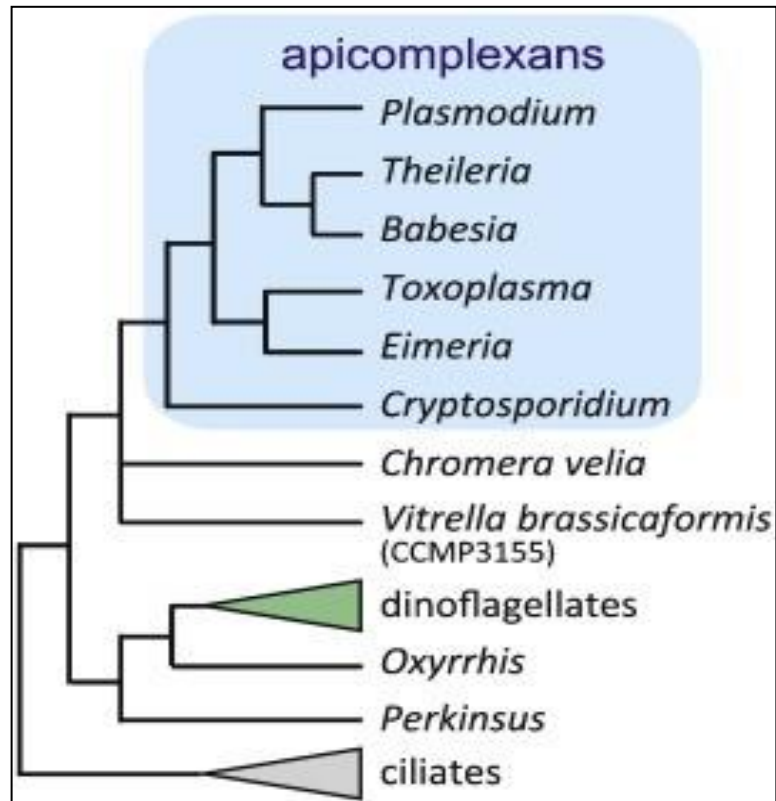 apicomplexans
Plasmodium
Theileria
Babesia
Toxoplasma
Eimeria
Cryptosporidium
Chromera velia
Vitrella brassicaformis
(CCMP3155)
dinoflagellates
Oxyrrhis
Perkinsus
ciliates